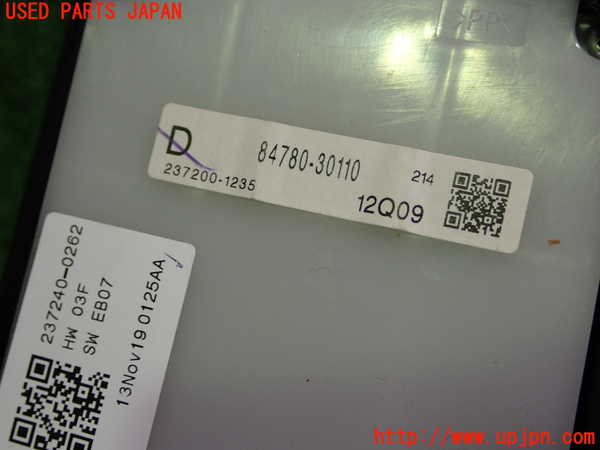 USED PARTS JAPAN
>PP<
D
84780-30110
214
237200-1235
12Q09
237240-0262
HW 03F
SW EB07
13Nov19 0125AA
http://www.upjpn.com/